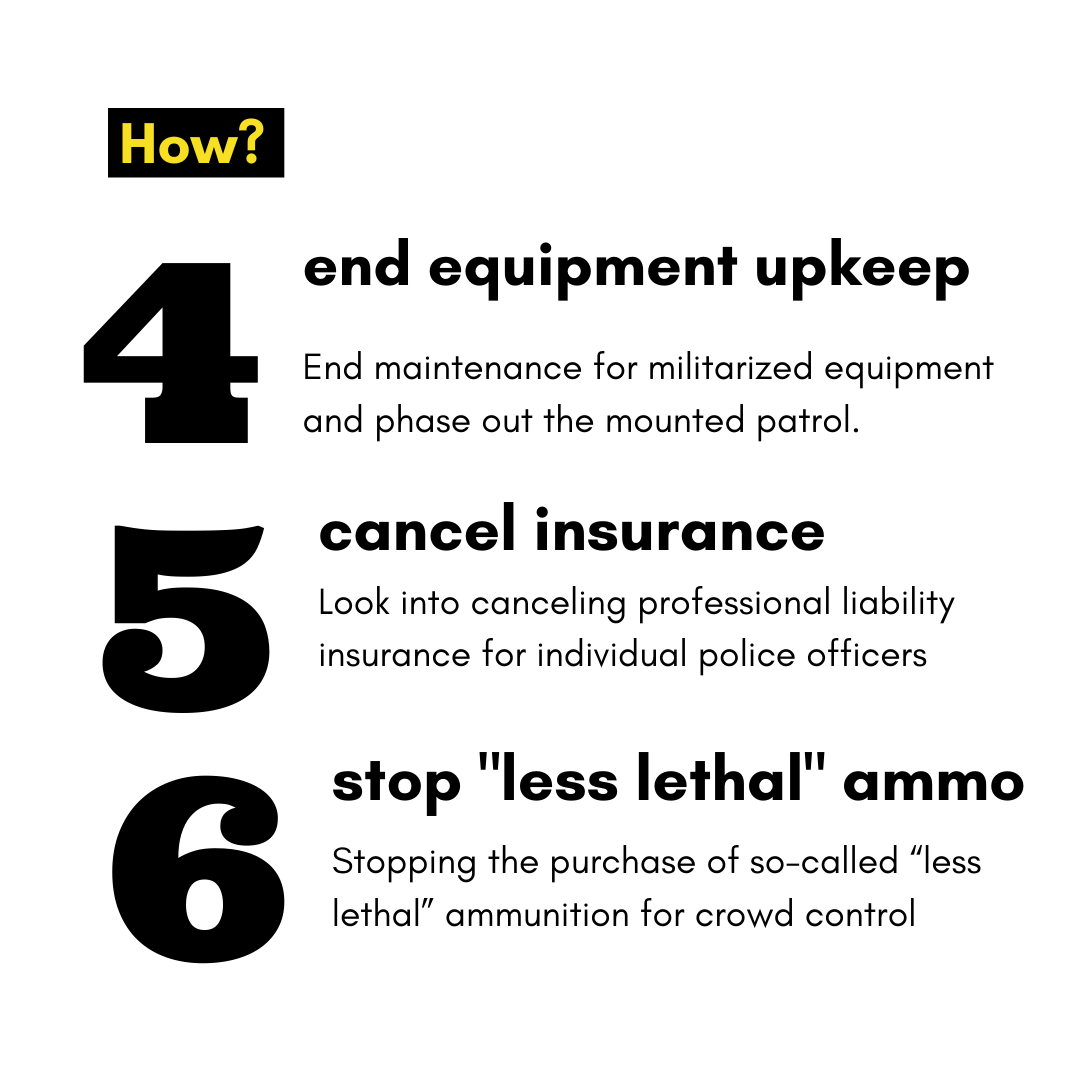 How?
4
end equipment upkeep
End maintenance for militarized equipment
and phase out the mounted patrol.
5
cancel insurance
Look into canceling professional liability
insurance for individual police officers
6
stop "less lethal" ammo
Stopping the purchase of so-called “less
lethal” ammunition for crowd control